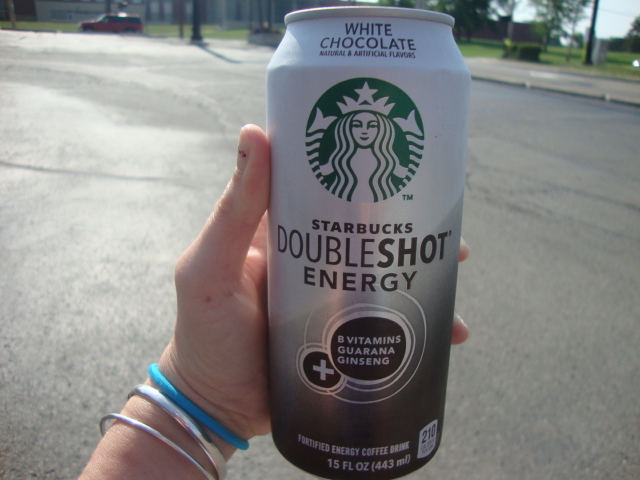 WHITE
CHOCOLATE
NATURAL & ARTIFICIAL FLAVORS
TM
STARBUCKS
DOUBLESHOT®
ENERGY
B VITAMINS
GUARANA
GINSENG
+
210
FORTIFIED ENERGY COFFEE DRINK
15 FL OZ (443 ml)